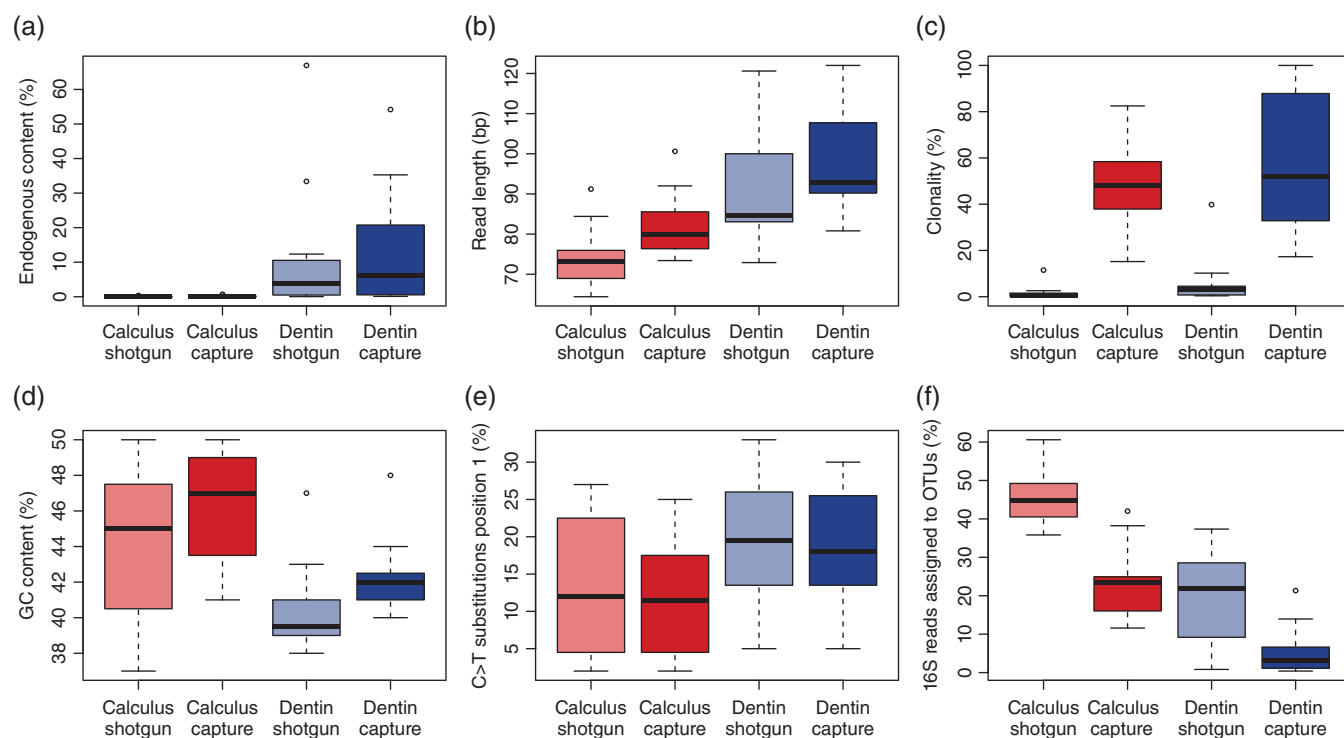 (a)
Endogenous content (%)
60
50
40
30
20
10
0
Calculus shotgun
Calculus capture
Dentin shotgun
Dentin capture
(b)
Read length (bp)
120
110
100
90
80
70
Calculus shotgun
Calculus capture
Dentin shotgun
Dentin capture
(c)
Clonality (%)
100
80
60
40
20
0
Calculus shotgun
Calculus capture
Dentin shotgun
Dentin capture
(d)
GC content (%)
50
48
46
44
42
40
38
Calculus shotgun
Calculus capture
Dentin shotgun
Dentin capture
(e)
C>T substitutions position 1 (%)
30
25
20
15
10
5
Calculus shotgun
Calculus capture
Dentin shotgun
Dentin capture
(f)
16S reads assigned to OTUs (%)
60
50
40
30
20
10
0
Calculus shotgun
Calculus capture
Dentin shotgun
Dentin capture